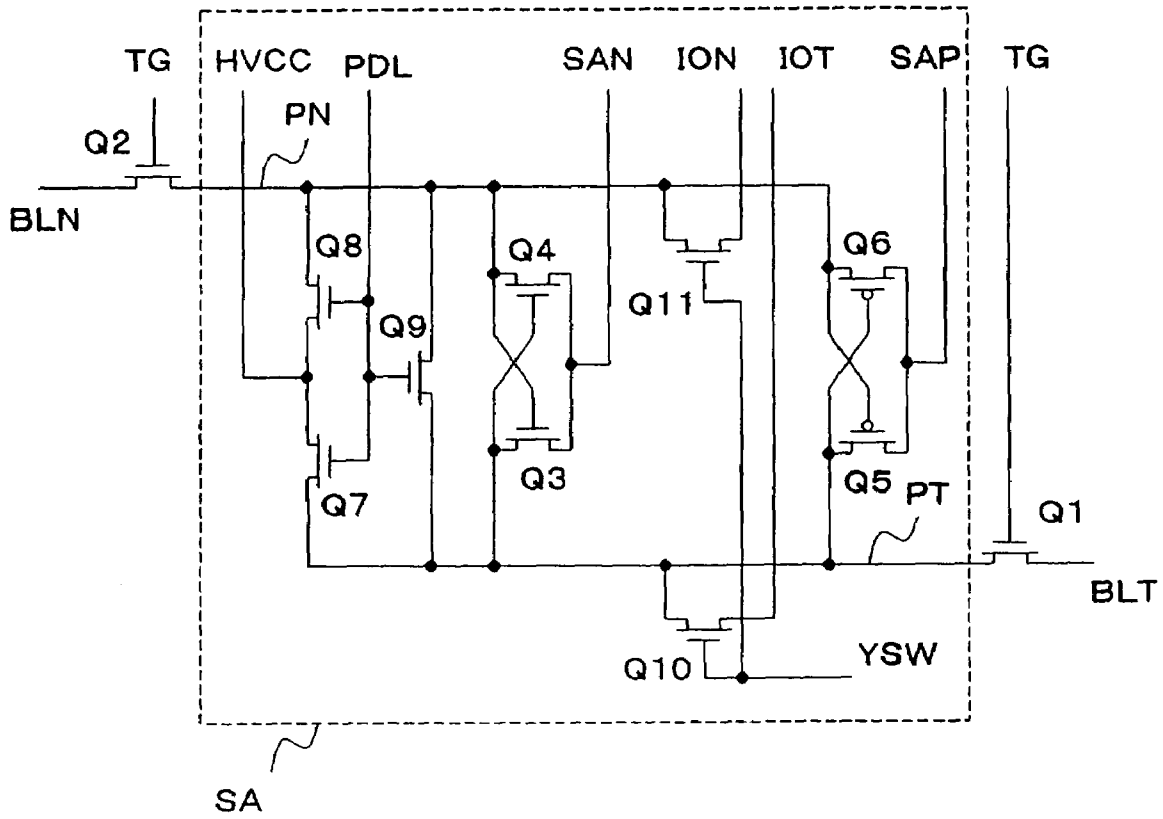 TG HVCC PDL SAN ION IOT SAP TG
PN
Q2
BLN
Q8 Q4 Q6
Q11
Q9
Q3 Q5
Q7 PT Q1
BLT
Q10 YSW
SA